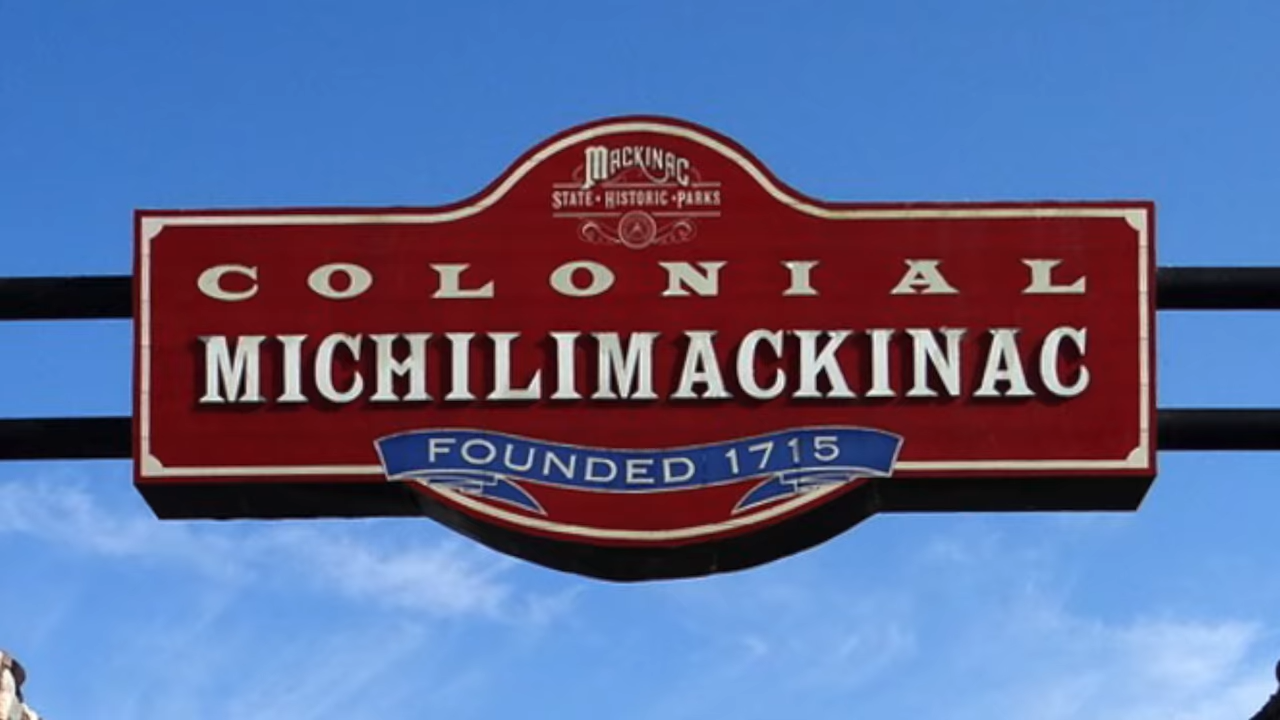 MACKINAC
STATE • HISTORIC • PARKS
COLONIAL
MICHILIMACKINAC
FOUNDED 1715